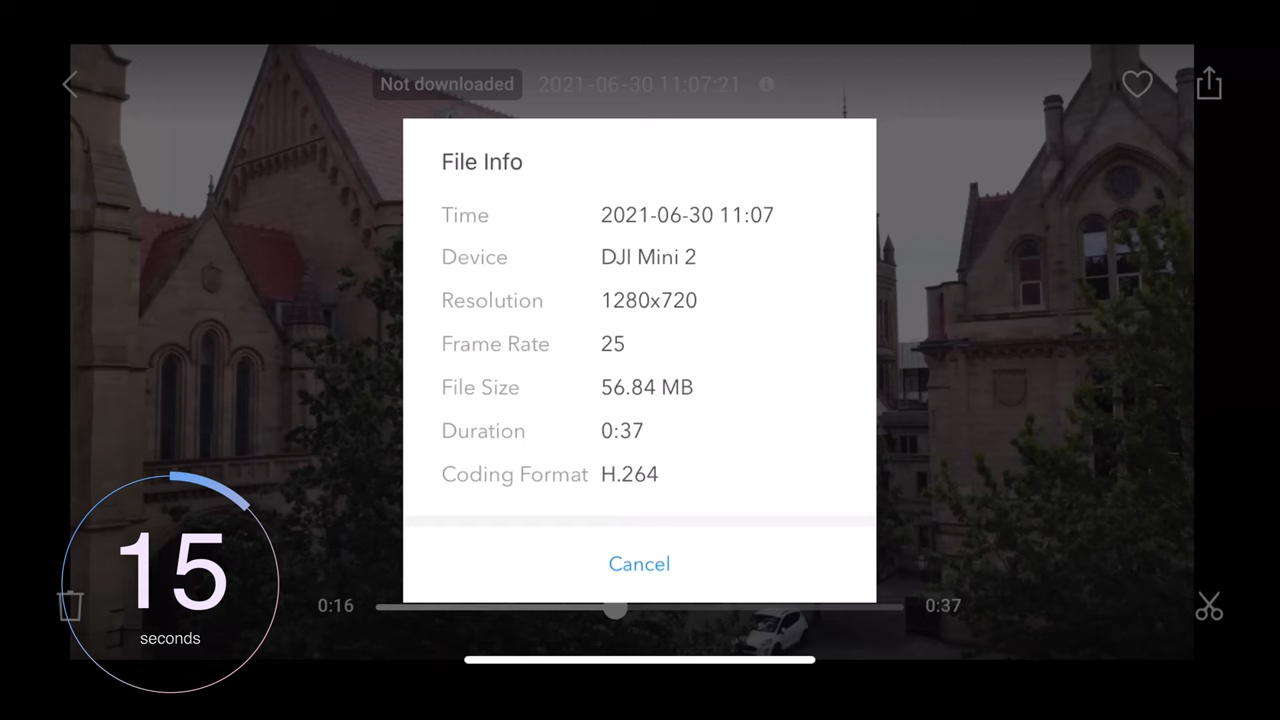 Not downloaded 2021-06-30 11:07:21
File Info
Time 2021-06-30 11:07
Device DJI Mini 2
Resolution 1280x720
Frame Rate 25
File Size 56.84 MB
Duration 0:37
Coding Format H.264
Cancel
0:16 0:37
15
seconds